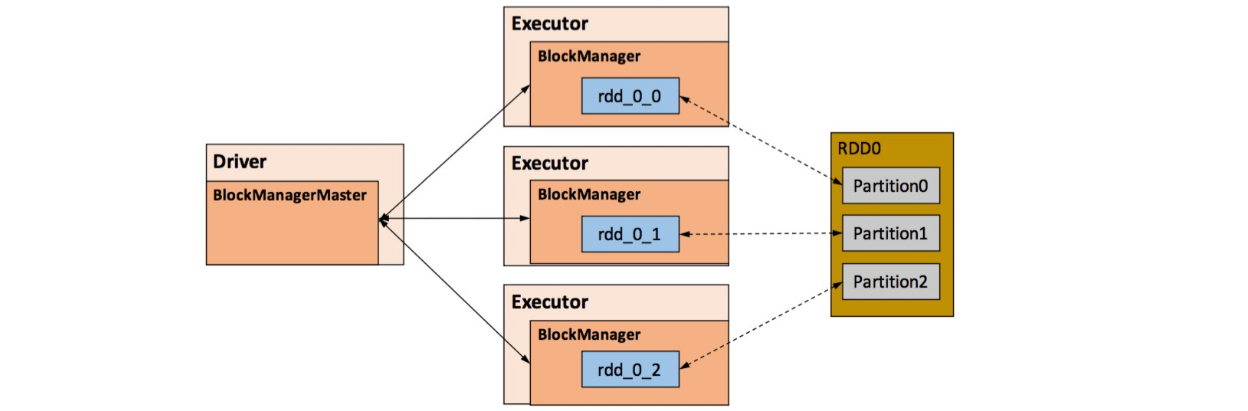 Driver
BlockManagerMaster
Executor
BlockManager
rdd_0_0
Executor
BlockManager
rdd_0_1
Executor
BlockManager
rdd_0_2
RDD0
Partition0
Partition1
Partition2